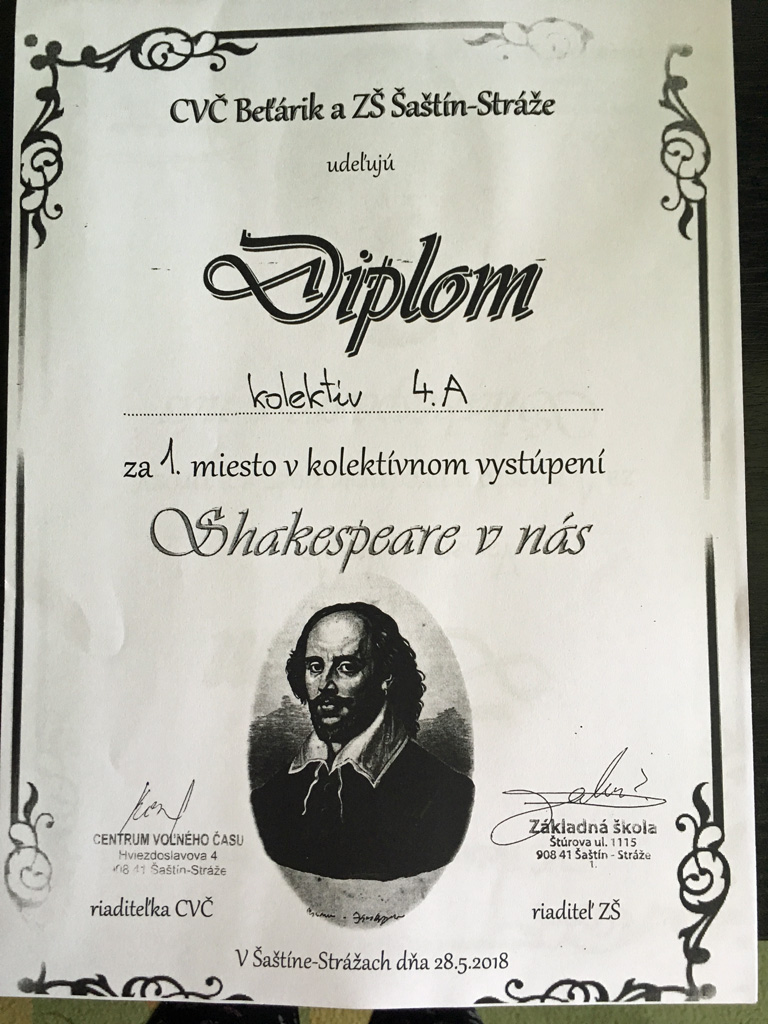 CVČ Beťárik a ZŠ Šaštín-Stráže
udeľujú
Diplom
kolektív 4.A
za 1. miesto v kolektívnom vystúpení
Shakespeare v nás
CENTRUM VOĽNÉHO ČASU
Hviezdoslavova 4
908 41 Šaštín-Stráže
riaditeľka CVČ
Základná škola
Štúrova ul. 1115
908 41 Šaštín - Stráže
1.
riaditeľ ZŠ
V Šaštíne-Strážach dňa 28.5.2018